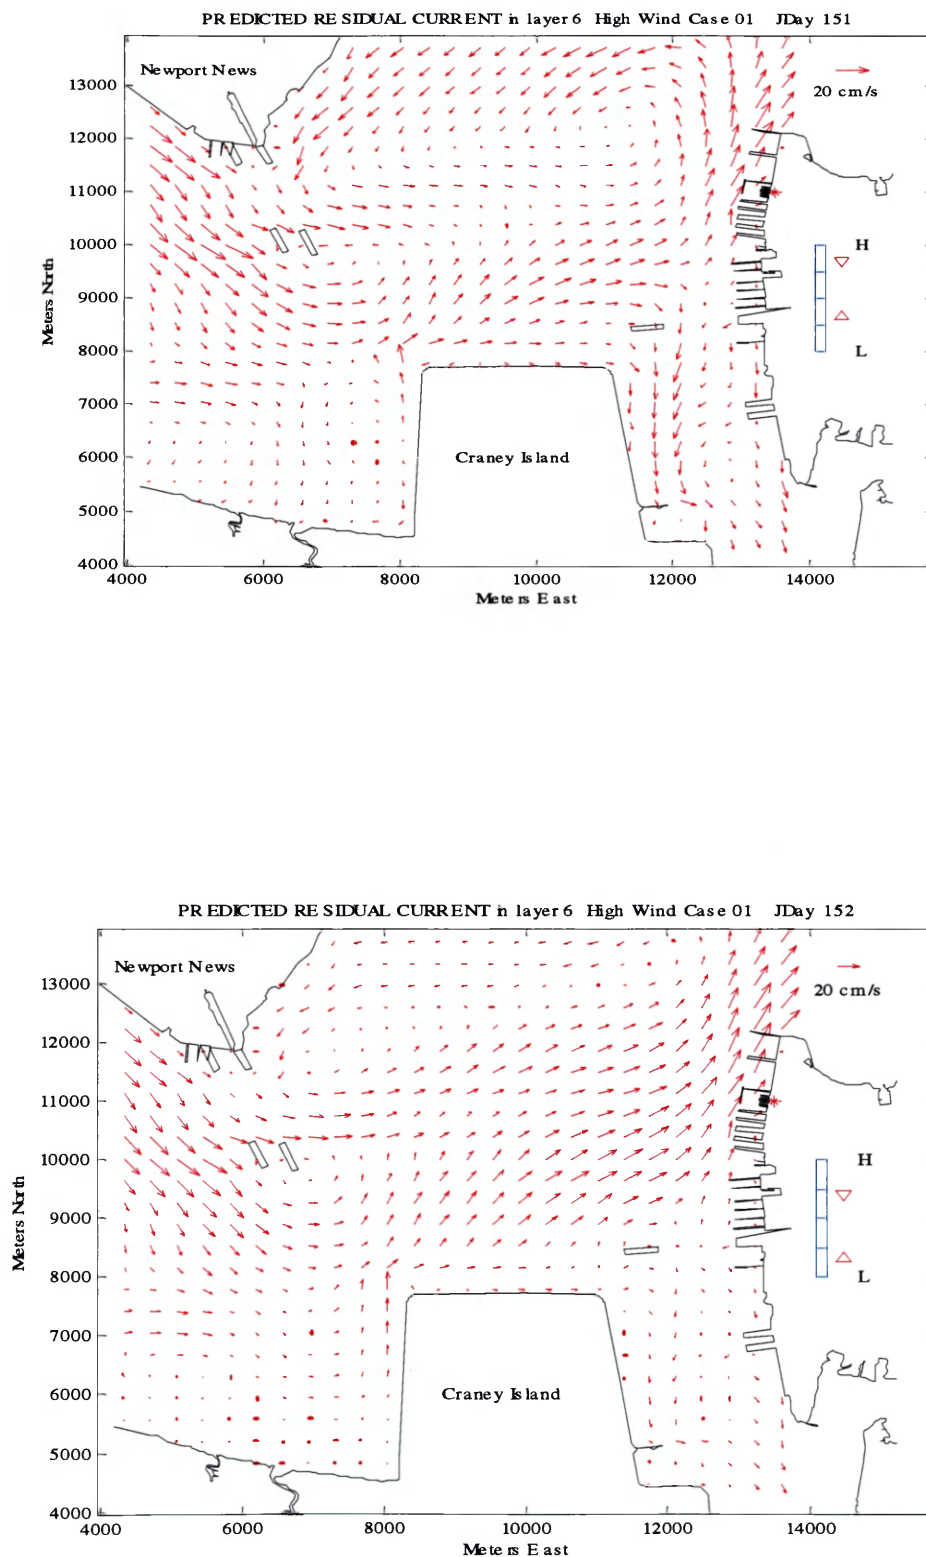 PREDICTED RESIDUAL CURRENT in layer 6 High Wind Case 01 JDay 151
Newport News
20 cm/s
13000
12000
11000
10000
9000
8000
7000
6000
5000
4000
Meters North
H
L
Craney Island
4000 6000 8000 10000 12000 14000
Meters East
PREDICTED RESIDUAL CURRENT in layer 6 High Wind Case 01 JDay 152
Newport News
20 cm/s
13000
12000
11000
10000
9000
8000
7000
6000
5000
4000
Meters North
H
L
Craney Island
4000 6000 8000 10000 12000 14000
Meters East